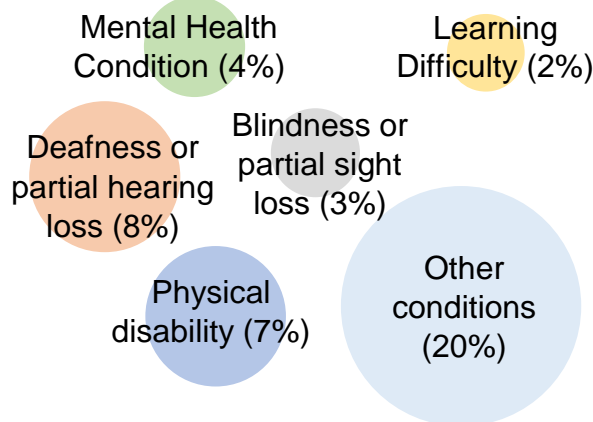 Mental Health
Condition (4%)
Learning
Difficulty (2%)
Deafness or
partial hearing
loss (8%)
Blindness or
partial sight
loss (3%)
Physical
disability (7%)
Other
conditions
(20%)